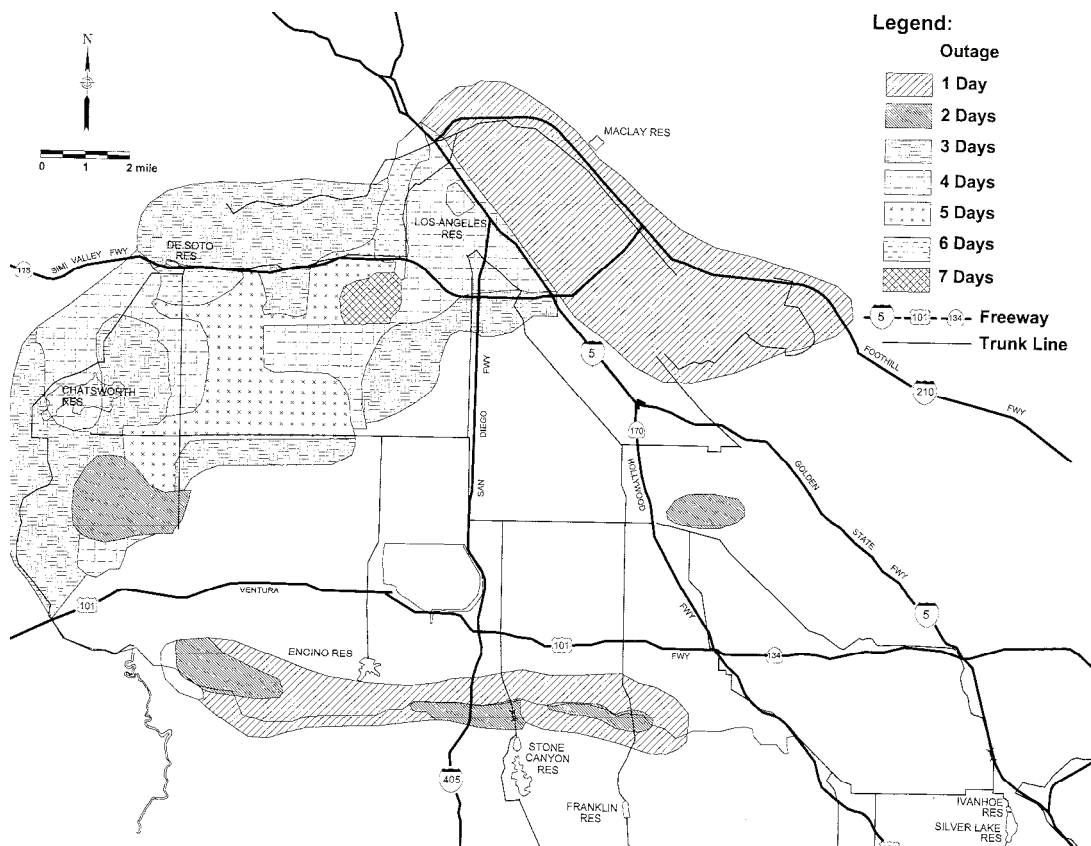 Legend:
Outage
1 Day
2 Days
3 Days
4 Days
5 Days
6 Days
7 Days
5
101
134
Freeway
Trunk Line
N
0 1 2 mile
MACLAY RES
LOS ANGELES
RES
DE SOTO
RES
SIMI VALLEY FWY
CHATSWORTH
RES
5
FOOTHILL
210
FWY
SAN DIEGO FWY
170
HOLLYWOOD
FWY
GOLDEN
STATE
FWY
5
101
VENTURA
101
FWY
134
ENCINO RES
STONE
CANYON
RES
405
FRANKLIN
RES
IVANHOE
RES
SILVER LAKE
RES